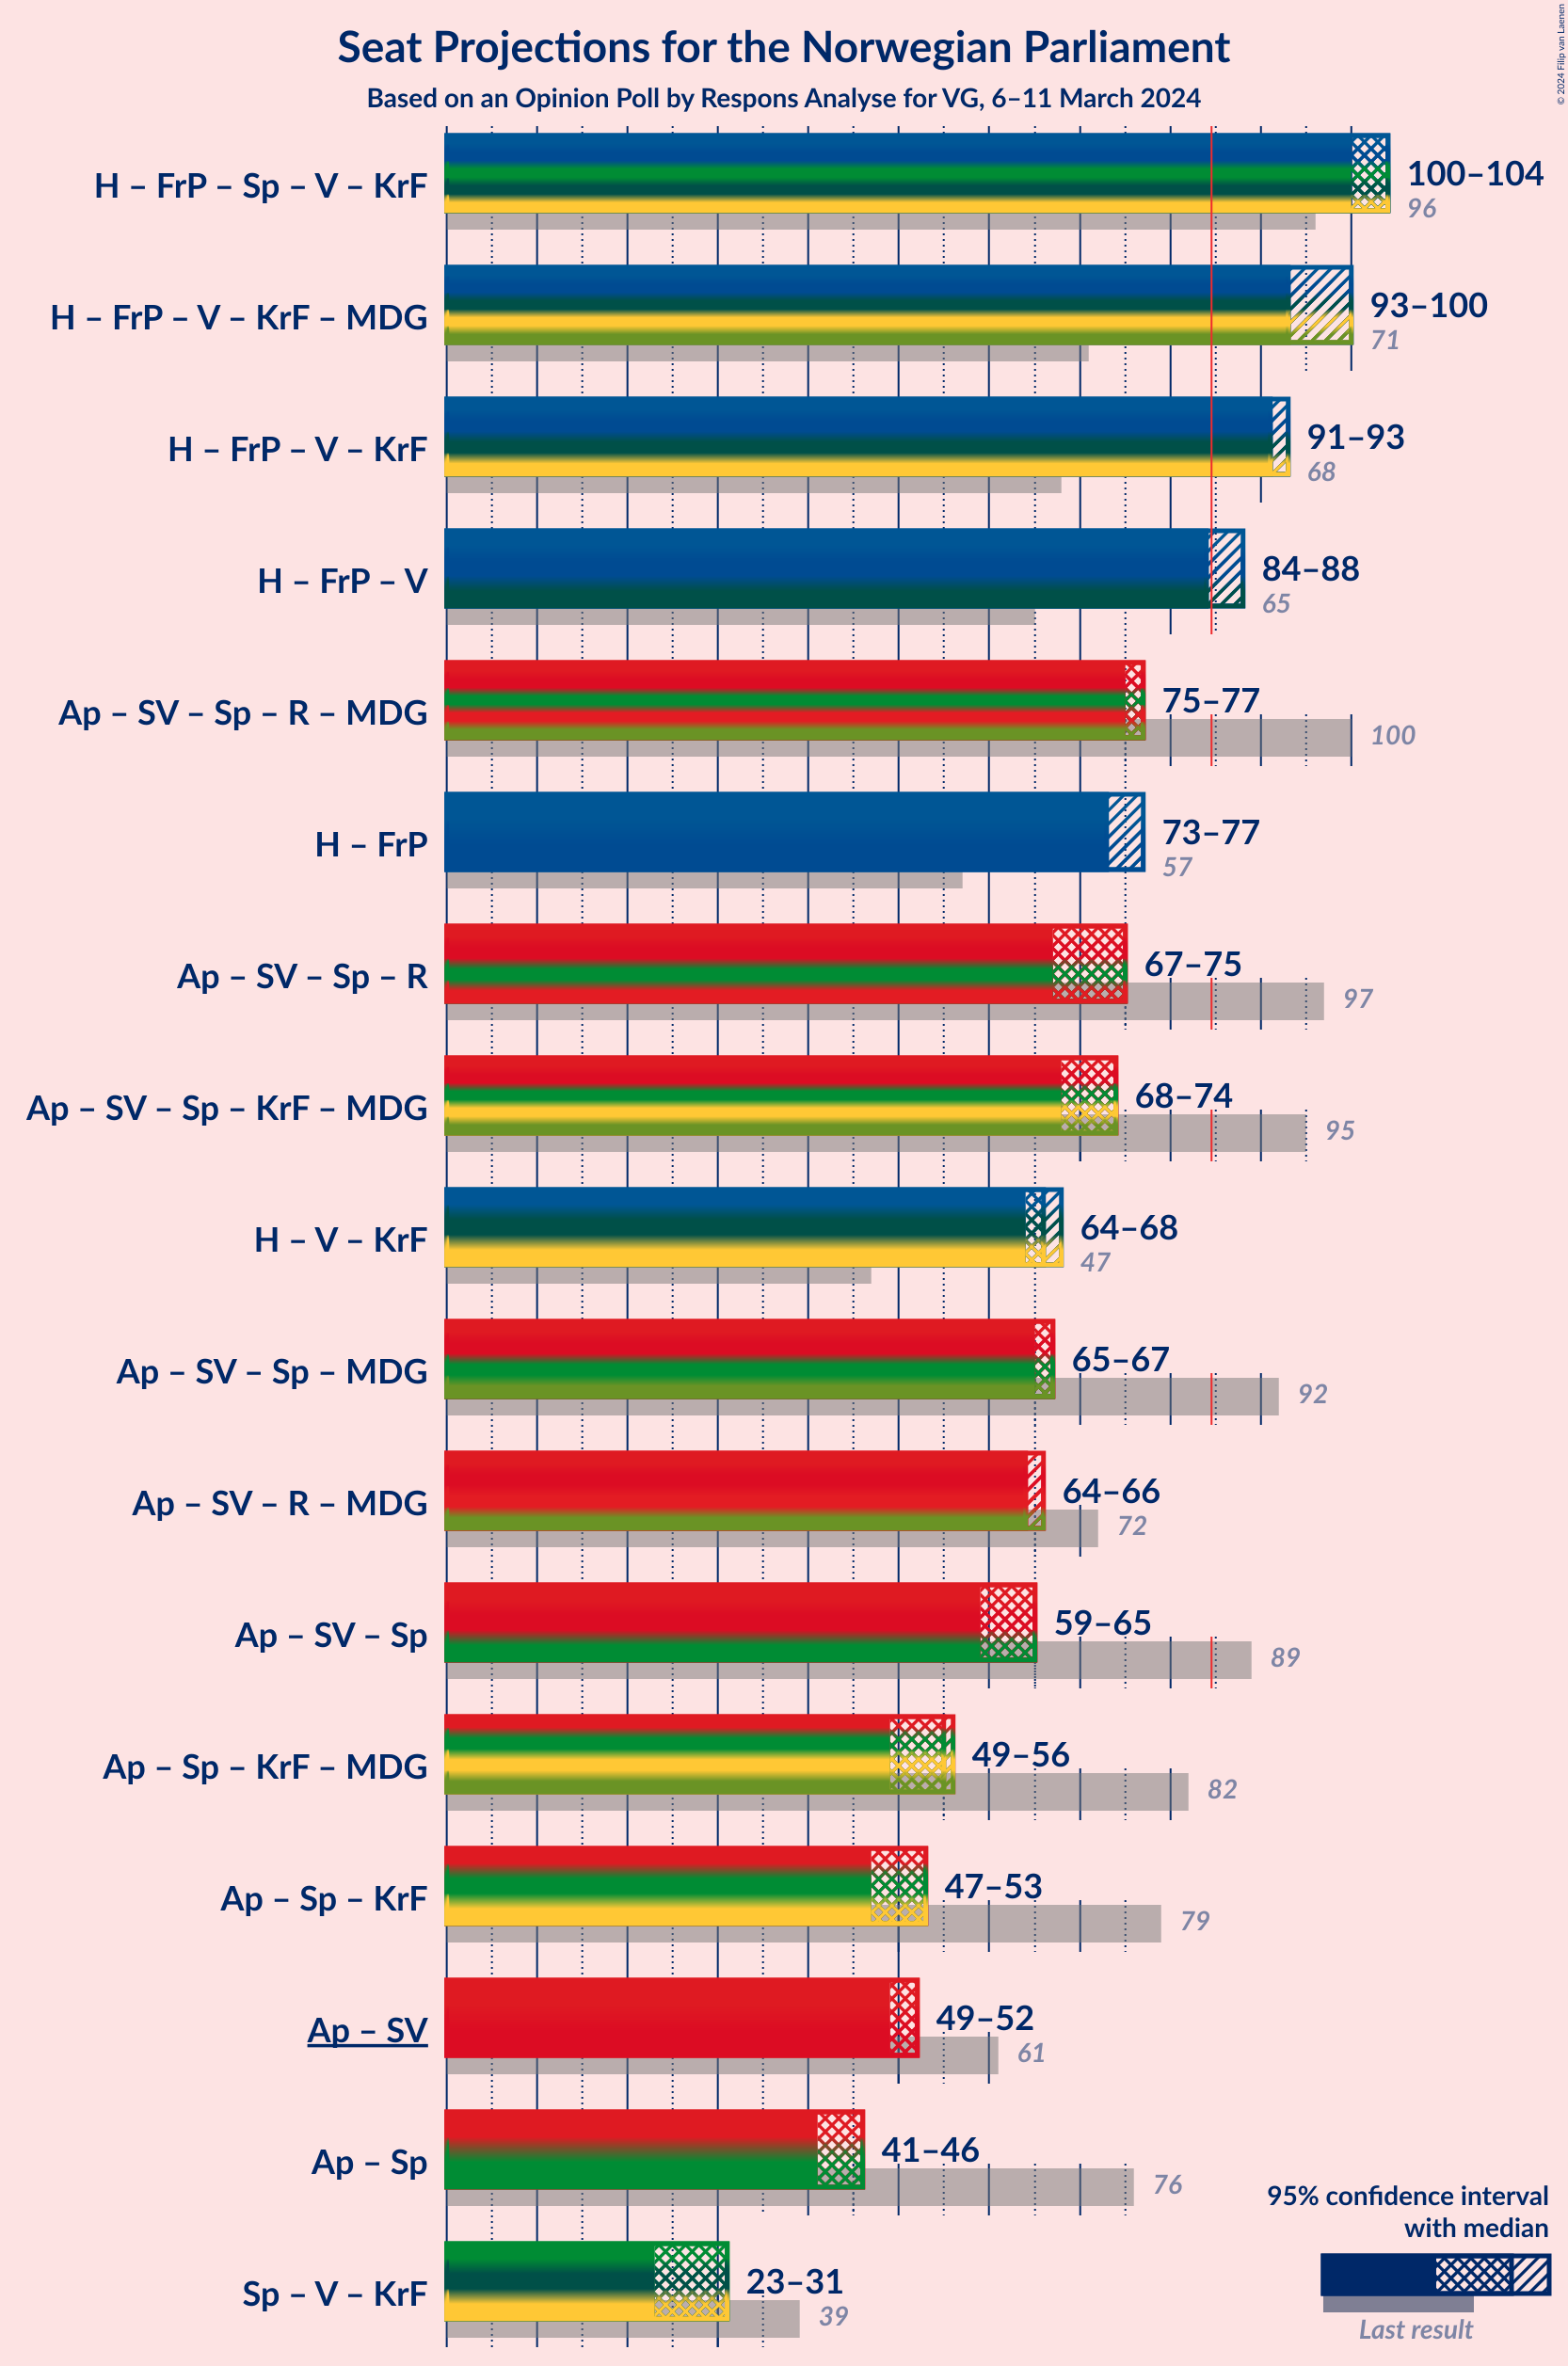 Seat Projections for the Norwegian Parliament
Based on an Opinion Poll by Respons Analyse for VG, 6–11 March 2024
© 2024 Filip van Laenen
H – FrP – Sp – V – KrF
100–104
96
H – FrP – V – KrF – MDG
93–100
71
H – FrP – V – KrF
91–93
68
H – FrP – V
84–88
65
Ap – SV – Sp – R – MDG
75–77
100
H – FrP
73–77
57
Ap – SV – Sp – R
67–75
97
Ap – SV – Sp – KrF – MDG
68–74
95
H – V – KrF
64–68
47
Ap – SV – Sp – MDG
65–67
92
Ap – SV – R – MDG
64–66
72
Ap – SV – Sp
59–65
89
Ap – Sp – KrF – MDG
49–56
82
Ap – Sp – KrF
47–53
79
Ap – SV
49–52
61
Ap – Sp
41–46
76
Sp – V – KrF
23–31
39
95% confidence interval
with median
Last result